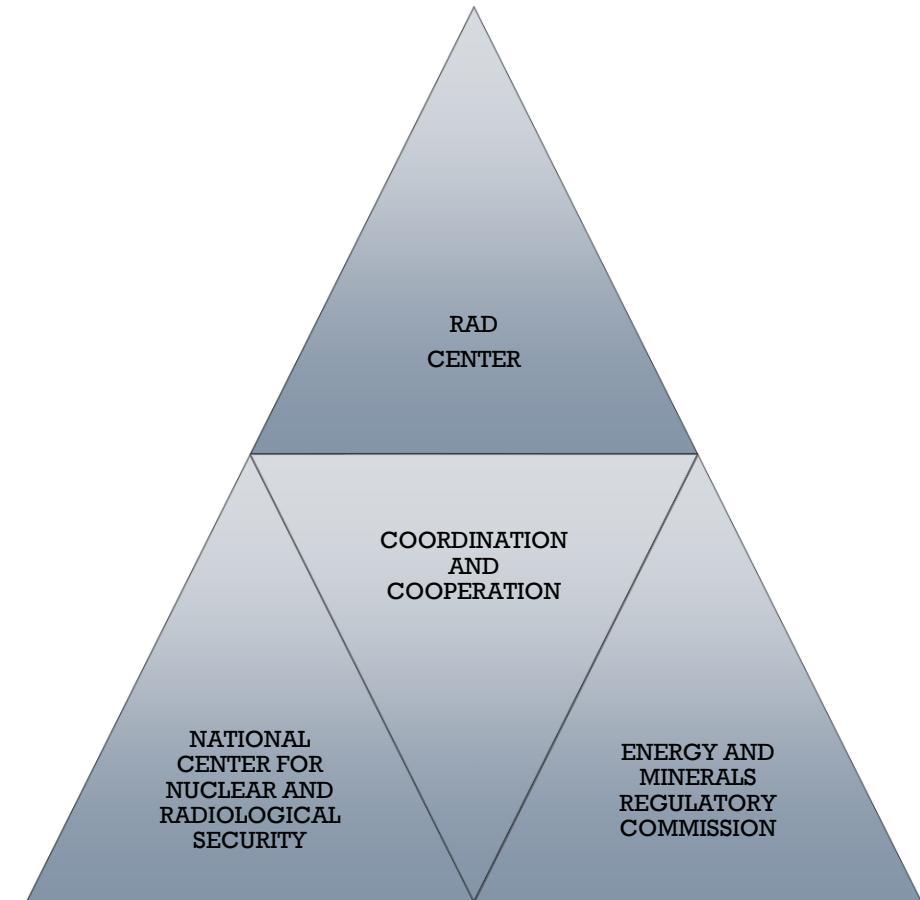 RAD
CENTER
COORDINATION
AND
COOPERATION
NATIONAL
CENTER FOR
NUCLEAR AND
RADIOLOGICAL
SECURITY
ENERGY AND
MINERALS
REGULATORY
COMMISSION